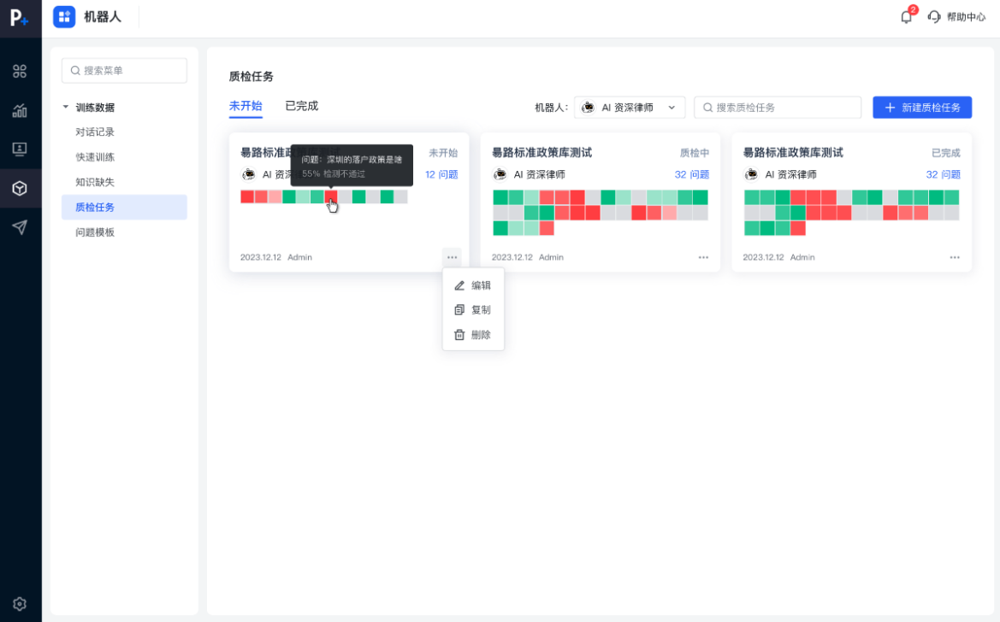 P+
机器人
2
帮助中心
搜索菜单
训练数据
对话记录
快速训练
知识缺失
质检任务
问题模板
质检任务
未开始
已完成
机器人:
AI 资深律师
搜索质检任务
新建质检任务
易路标准政
未开始
问题：深圳的落户政策是啥
55% 检测不通过
AI 资
12 问题
2023.12.12 Admin
编辑
复制
删除
易路标准政策库测试
质检中
AI 资深律师
32 问题
2023.12.12 Admin
易路标准政策库测试
已完成
AI 资深律师
32 问题
2023.12.12 Admin